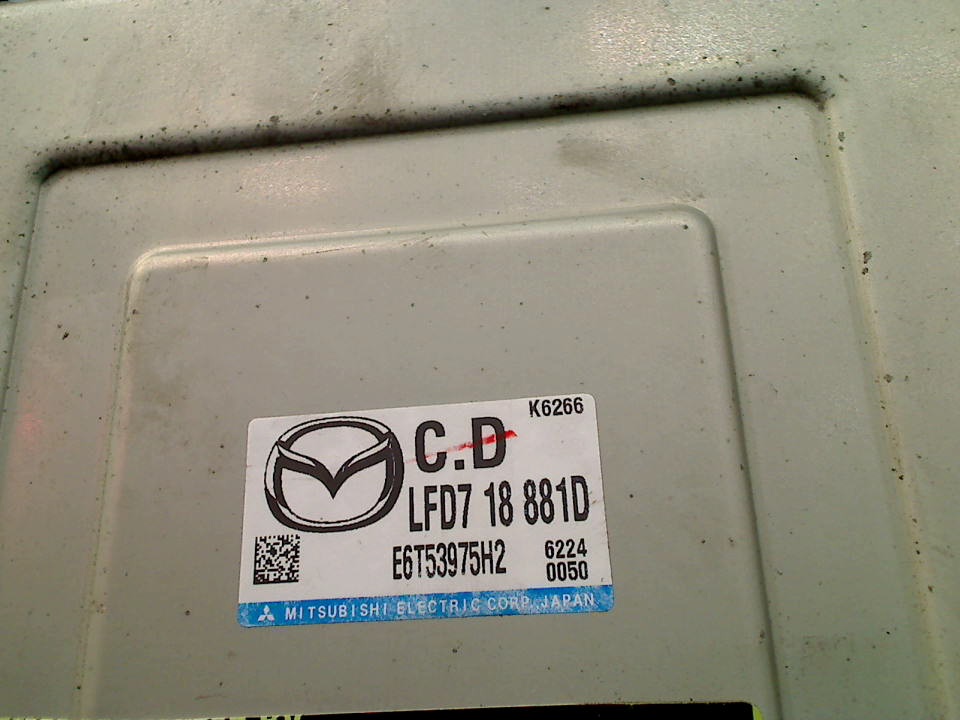 K6266
C.D
LFD7 18 881D
E6T53975H2
6224
0050
MITSUBISHI ELECTRIC CORP. JAPAN